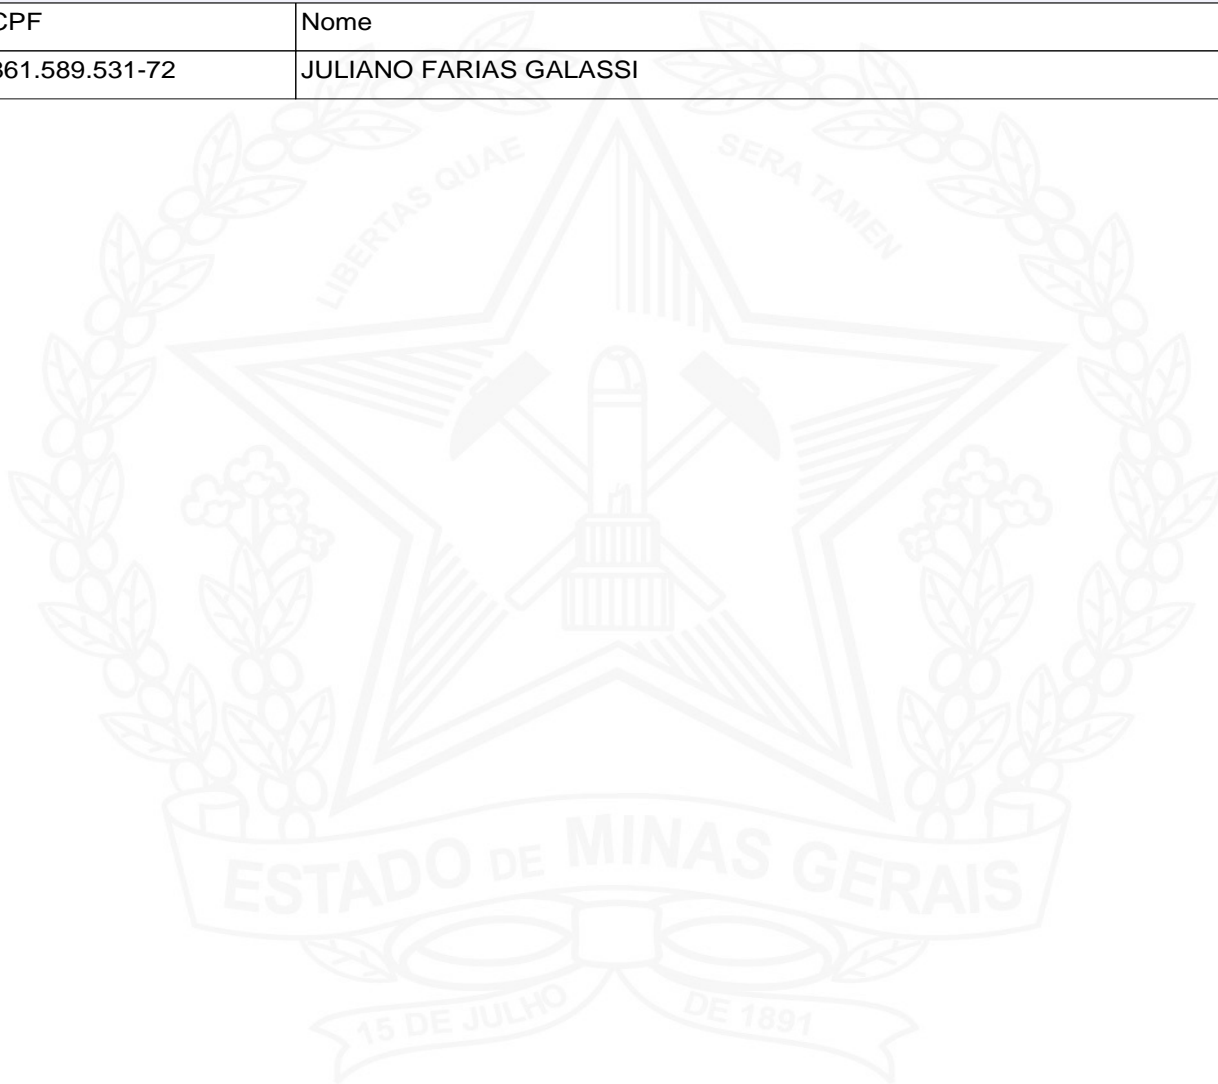 CPF Nome
861.589.531-72 JULIANO FARIAS GALASSI
LIBERTAS QUAE SERA TAMEN
ESTADO DE MINAS GERAIS
15 DE JULHO DE 1891